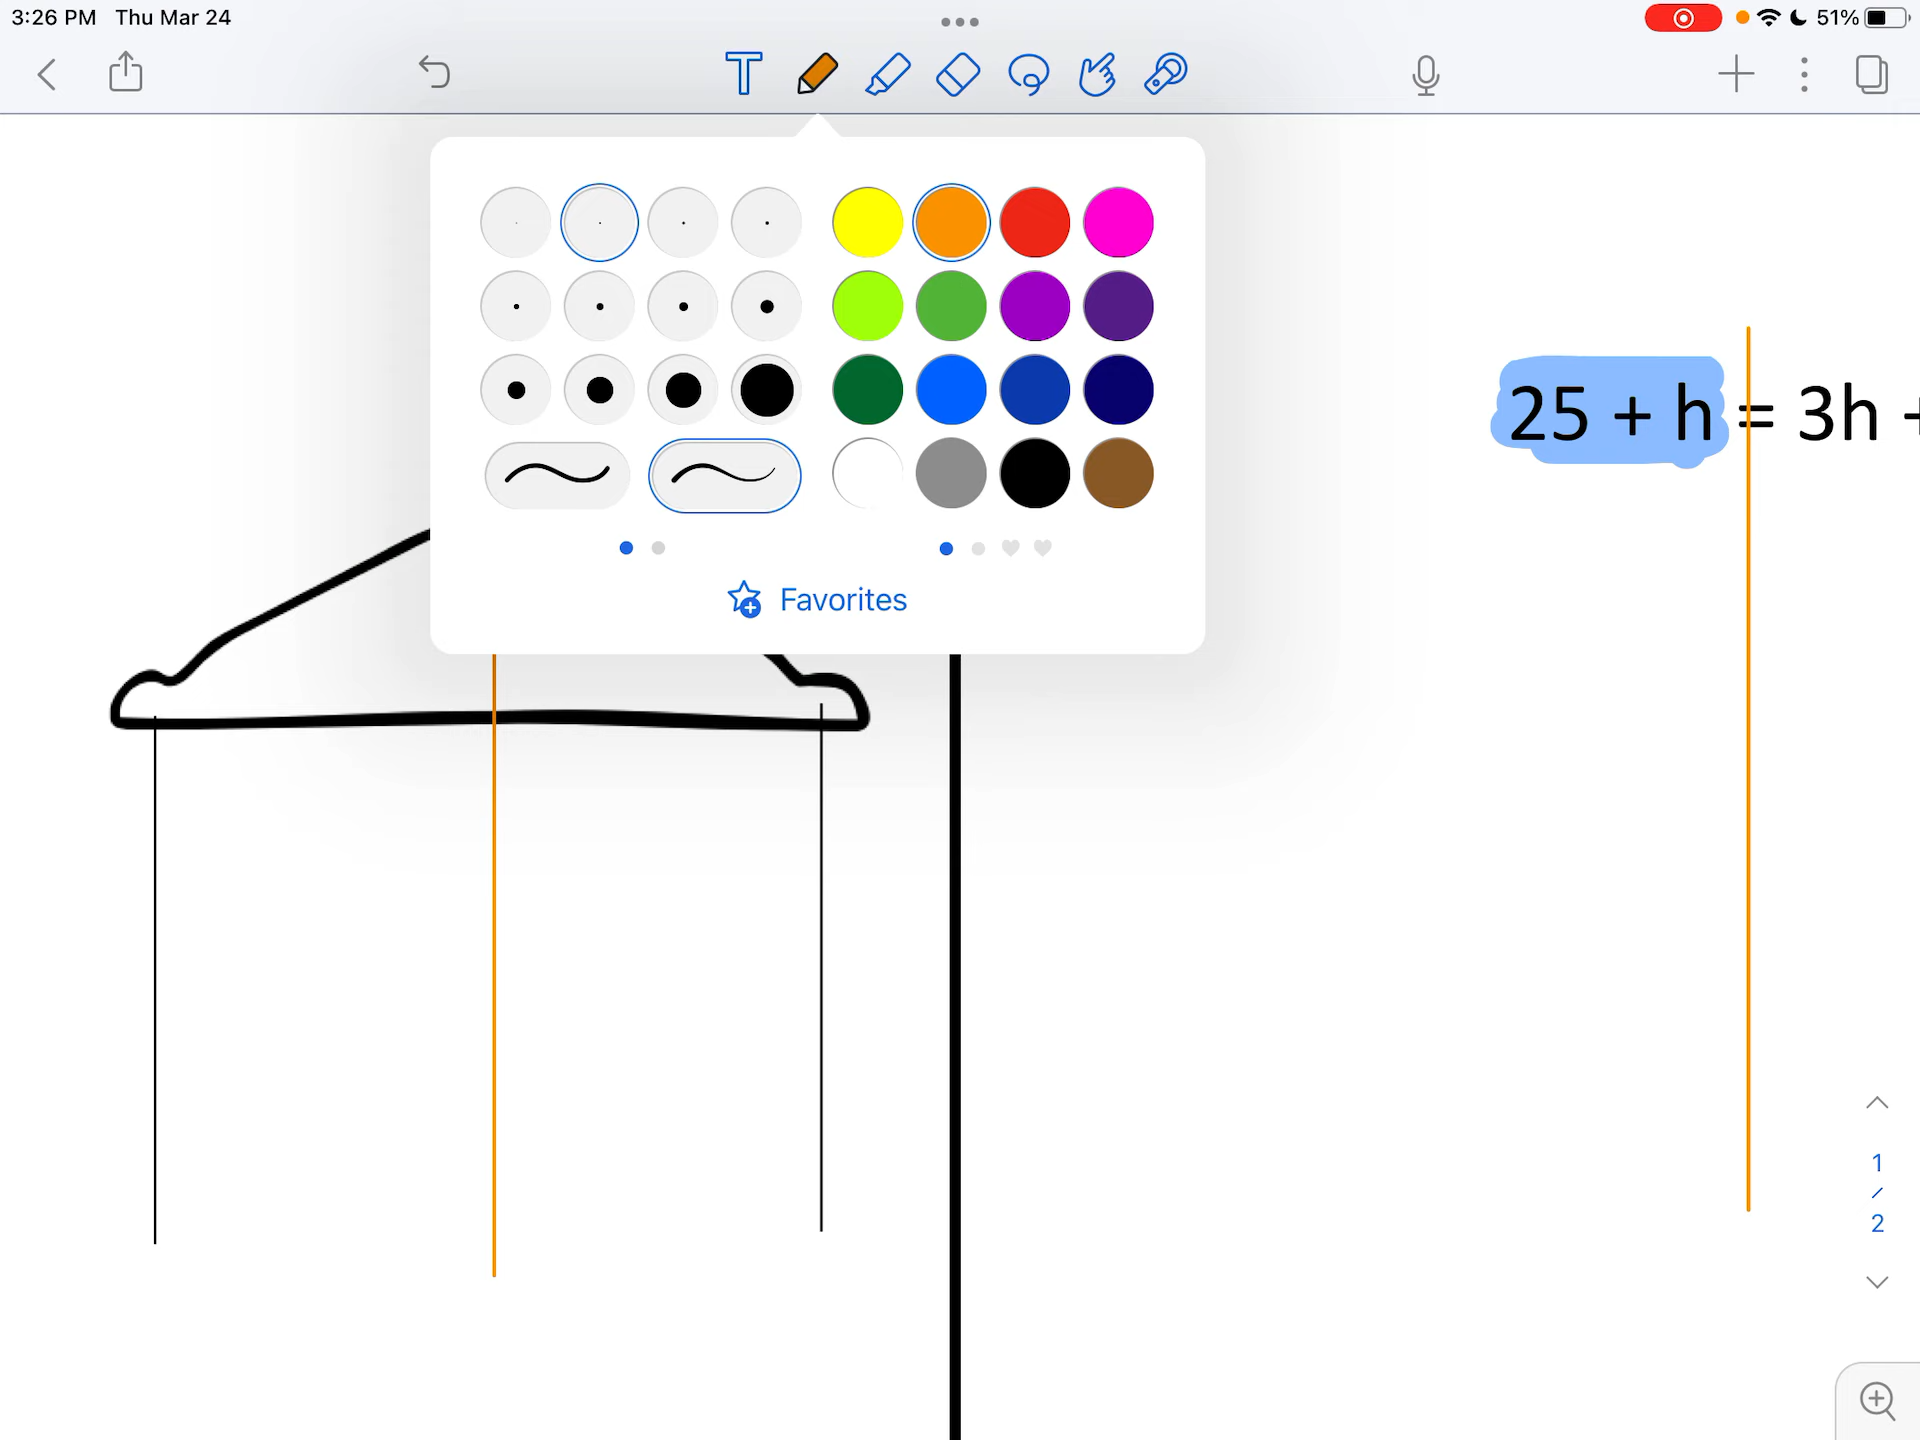 3:26 PM Thu Mar 24
51%
T
Favorites
25 + h = 3h +
1
/
2